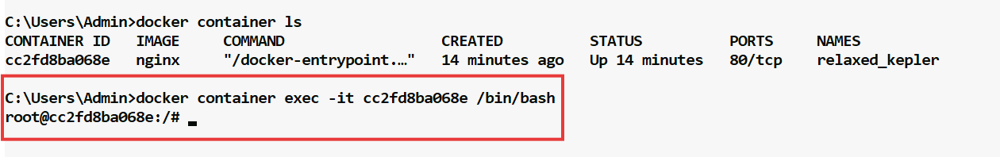 C:\Users\Admin>docker container ls
CONTAINER ID   IMAGE     COMMAND                  CREATED          STATUS          PORTS     NAMES
cc2fd8ba068e   nginx     "/docker-entrypoint.…"   14 minutes ago   Up 14 minutes   80/tcp    relaxed_kepler
C:\Users\Admin>docker container exec -it cc2fd8ba068e /bin/bash
root@cc2fd8ba068e:/# _